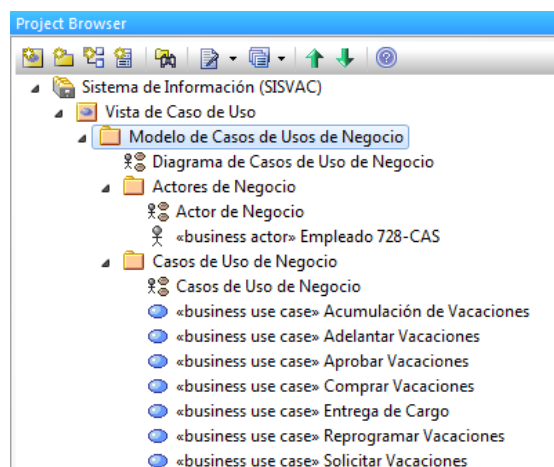 Project Browser
Sistema de Información (SISVAC)
Vista de Caso de Uso
Modelo de Casos de Usos de Negocio
Diagrama de Casos de Uso de Negocio
Actores de Negocio
Actor de Negocio
«business actor» Empleado 728-CAS
Casos de Uso de Negocio
Casos de Uso de Negocio
«business use case» Acumulación de Vacaciones
«business use case» Adelantar Vacaciones
«business use case» Aprobar Vacaciones
«business use case» Comprar Vacaciones
«business use case» Entrega de Cargo
«business use case» Reprogramar Vacaciones
«business use case» Solicitar Vacaciones